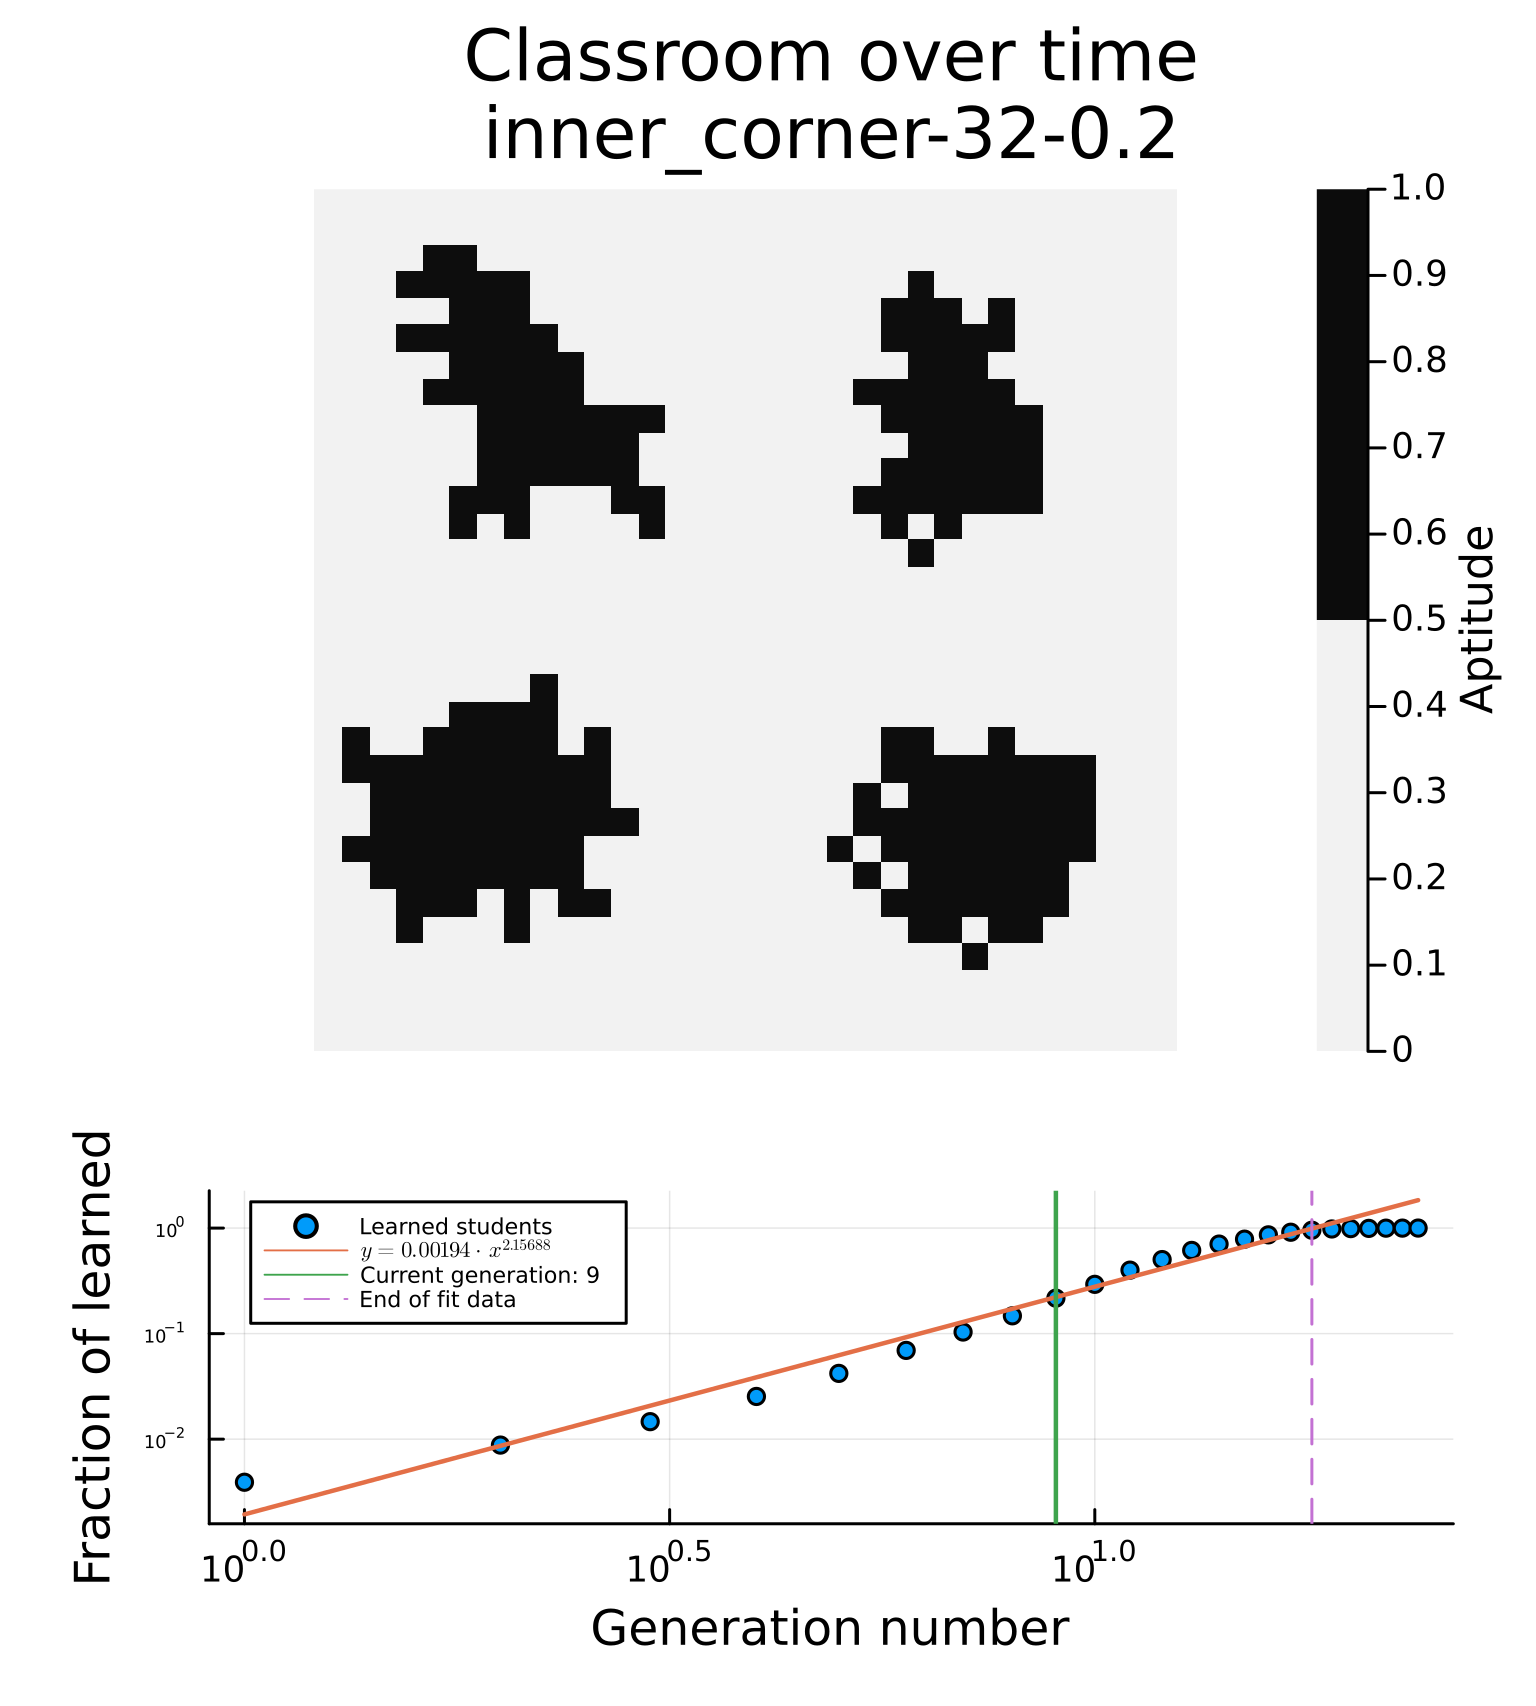 Classroom over time
inner_corner-32-0.2
1.0
0.9
0.8
0.7
0.6
0.5
0.4
0.3
0.2
0.1
0
Aptitude
Fraction of learned
10^0
10^−1
10^−2
Learned students
y = 0.00194 · x^2.15688
Current generation: 9
End of fit data
10^0.0
10^0.5
10^1.0
Generation number